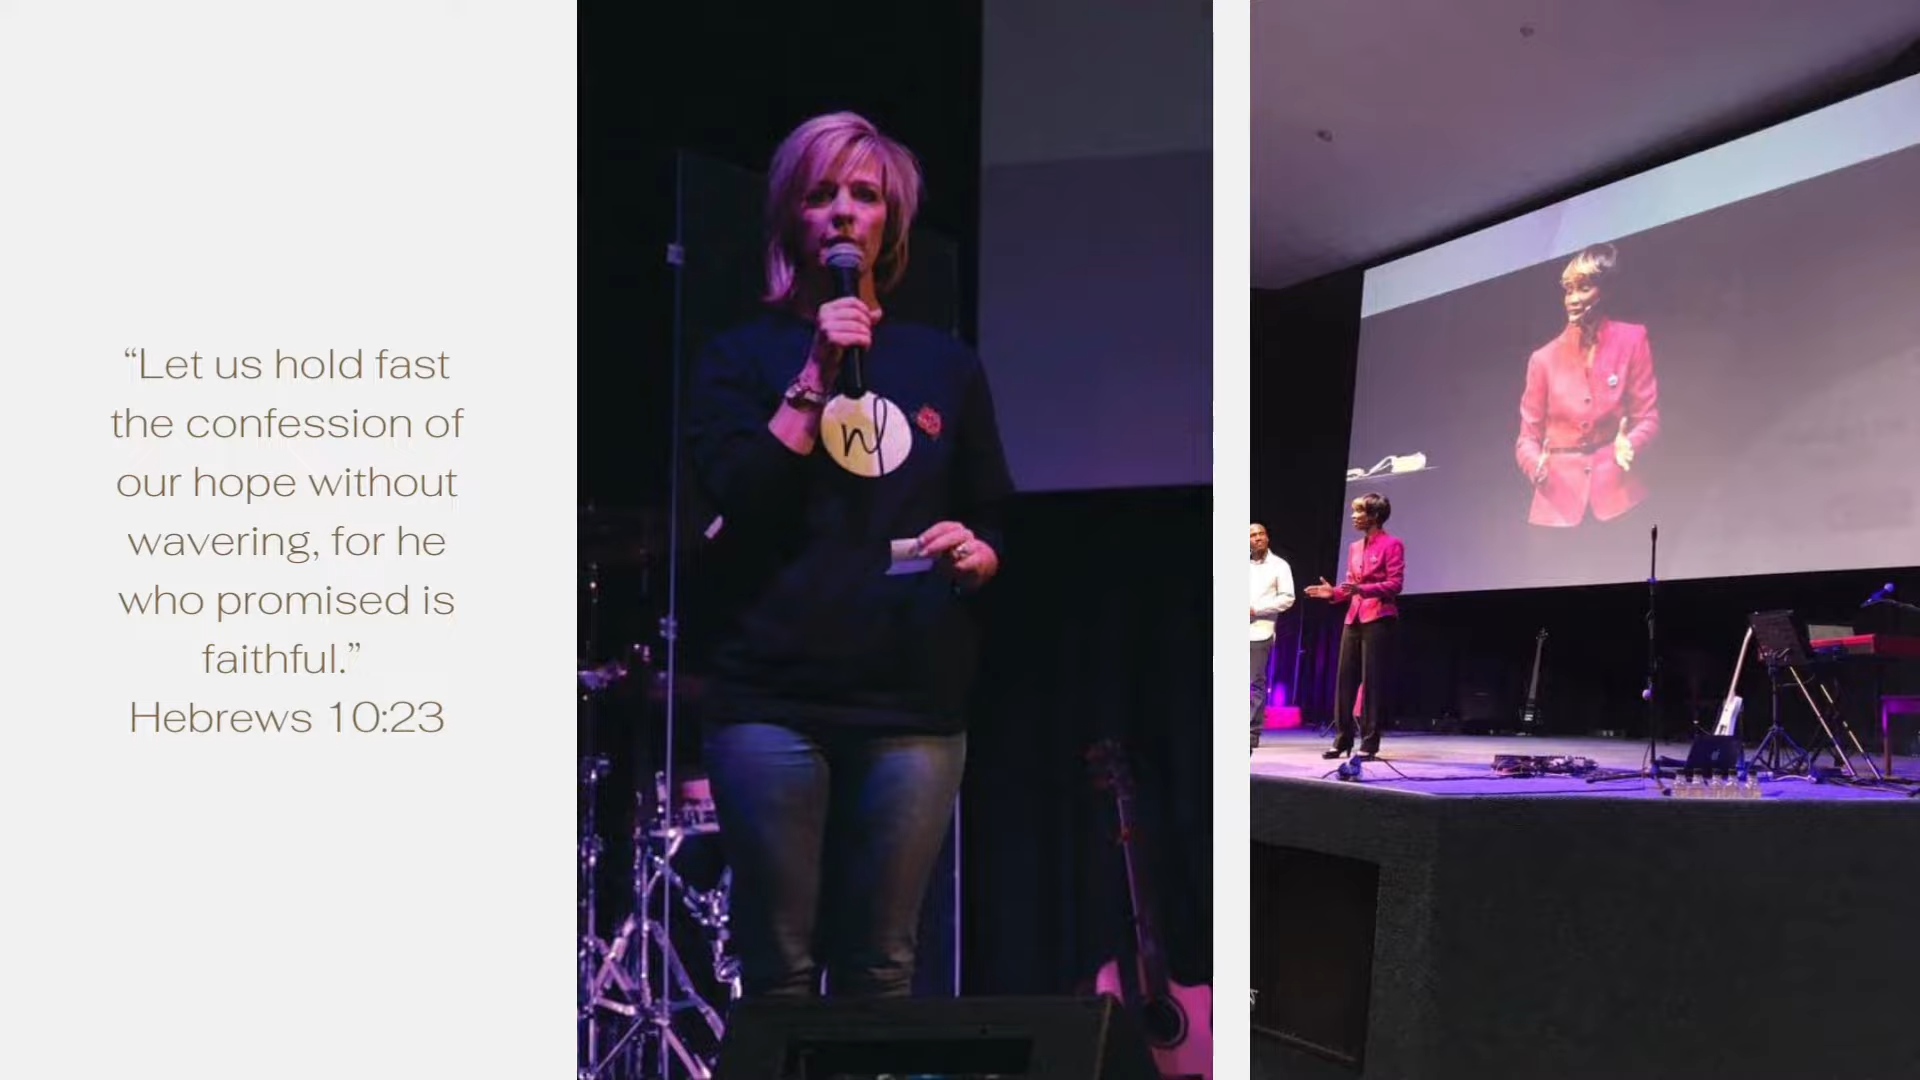 “Let us hold fast
the confession of
our hope without
wavering, for he
who promised is
faithful.”
Hebrews 10:23
nl